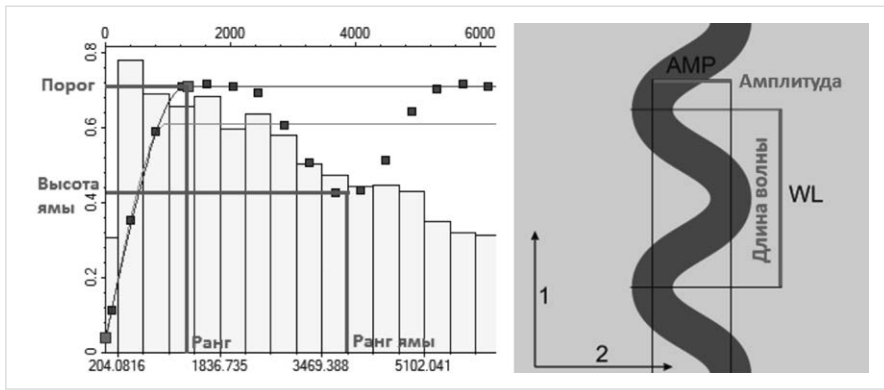 0 2000 4000 6000
0.8
Порог
0.6
Высота
ямы
0.4
0.2
0
Ранг
Ранг ямы
204.0816 1836.735 3469.388 5102.041
AMP
Амплитуда
Длина волны
WL
1
2